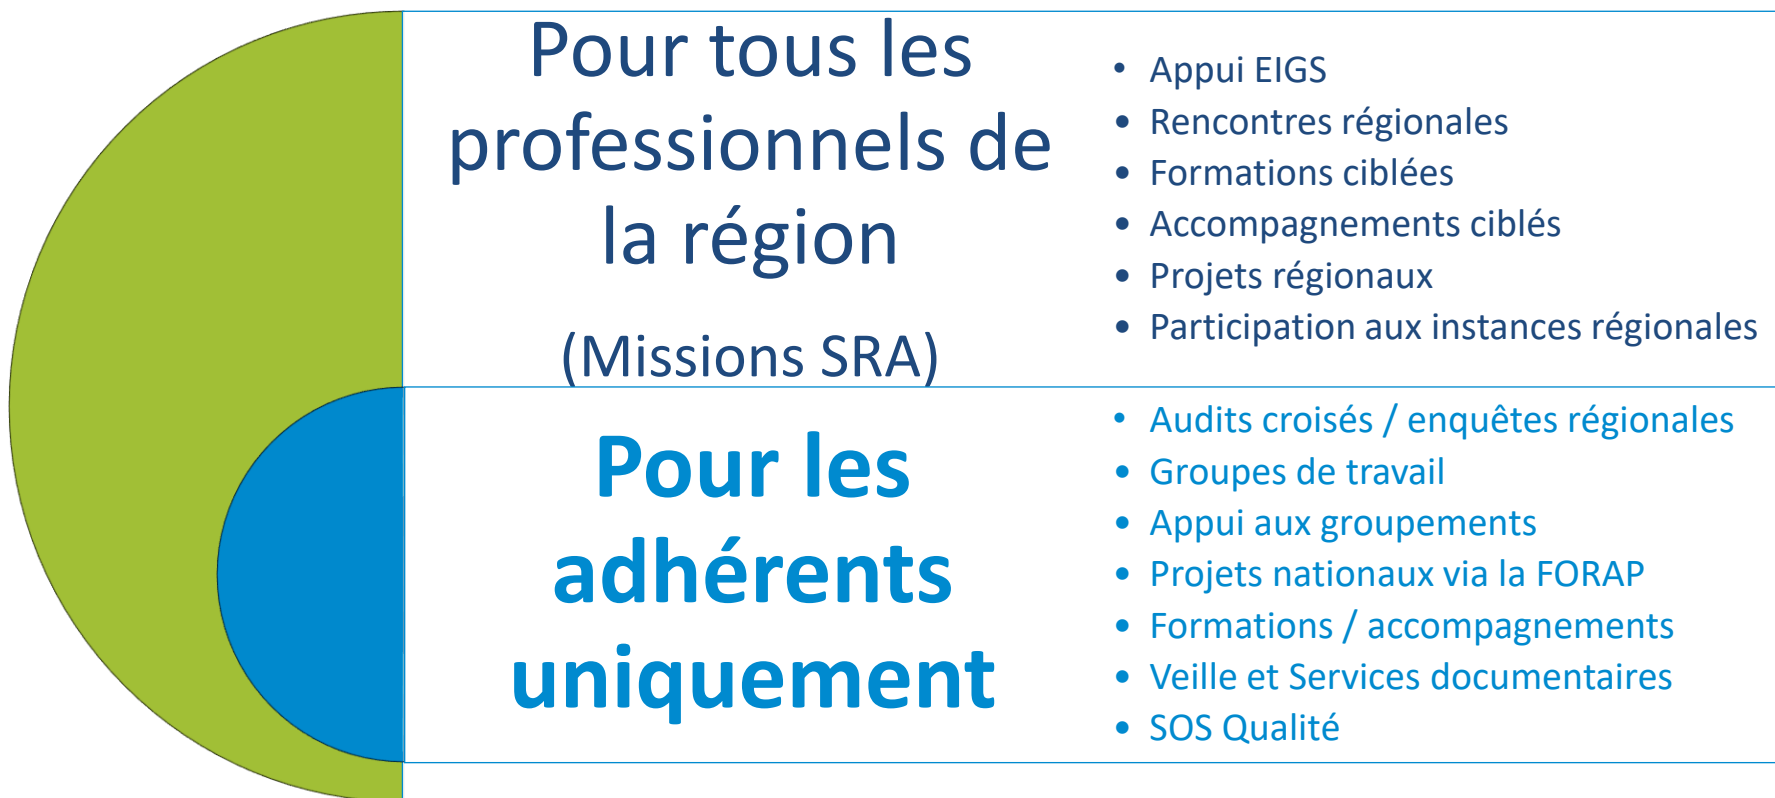 Pour tous les
professionnels de
la région
(Missions SRA)
• Appui EIGS
• Rencontres régionales
• Formations ciblées
• Accompagnements ciblés
• Projets régionaux
• Participation aux instances régionales
Pour les
adhérents
uniquement
• Audits croisés / enquêtes régionales
• Groupes de travail
• Appui aux groupements
• Projets nationaux via la FORAP
• Formations / accompagnements
• Veille et Services documentaires
• SOS Qualité